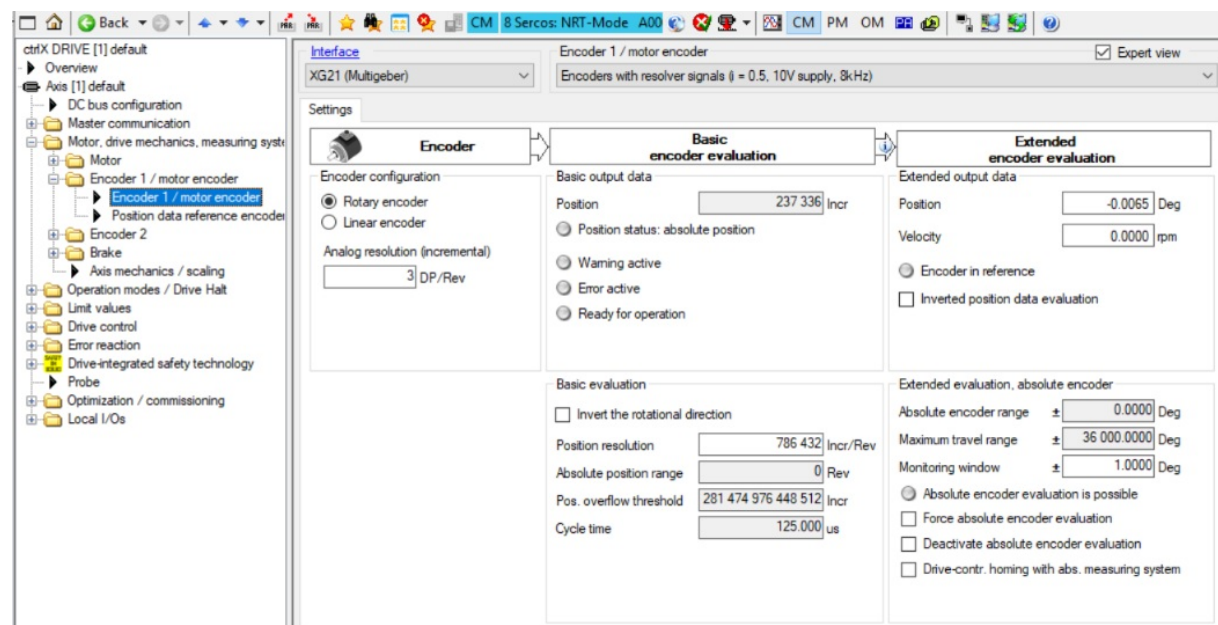 Back
CM 8 Sercos: NRT-Mode A00
CM PM OM
ctrlX DRIVE [1] default
Overview
Axis [1] default
DC bus configuration
Master communication
Motor, drive mechanics, measuring syste
Motor
Encoder 1 / motor encoder
Encoder 1 / motor encoder
Position data reference encoder
Encoder 2
Brake
Axis mechanics / scaling
Operation modes / Drive Halt
Limit values
Drive control
Error reaction
Drive-integrated safety technology
Probe
Optimization / commissioning
Local I/Os
Interface
XG21 (Multigeber)
Encoder 1 / motor encoder
Expert view
Encoders with resolver signals (i = 0.5, 10V supply, 8kHz)
Settings
Encoder
Basic
encoder evaluation
Extended
encoder evaluation
Encoder configuration
Rotary encoder
Linear encoder
Analog resolution (incremental)
3 DP/Rev
Basic output data
Position 237 336 Incr
Position status: absolute position
Warning active
Error active
Ready for operation
Extended output data
Position -0.0065 Deg
Velocity 0.0000 rpm
Encoder in reference
Inverted position data evaluation
Basic evaluation
Invert the rotational direction
Position resolution 786 432 Incr/Rev
Absolute position range 0 Rev
Pos. overflow threshold 281 474 976 448 512 Incr
Cycle time 125.000 us
Extended evaluation, absolute encoder
Absolute encoder range ± 0.0000 Deg
Maximum travel range ± 36 000.0000 Deg
Monitoring window ± 1.0000 Deg
Absolute encoder evaluation is possible
Force absolute encoder evaluation
Deactivate absolute encoder evaluation
Drive-contr. homing with abs. measuring system